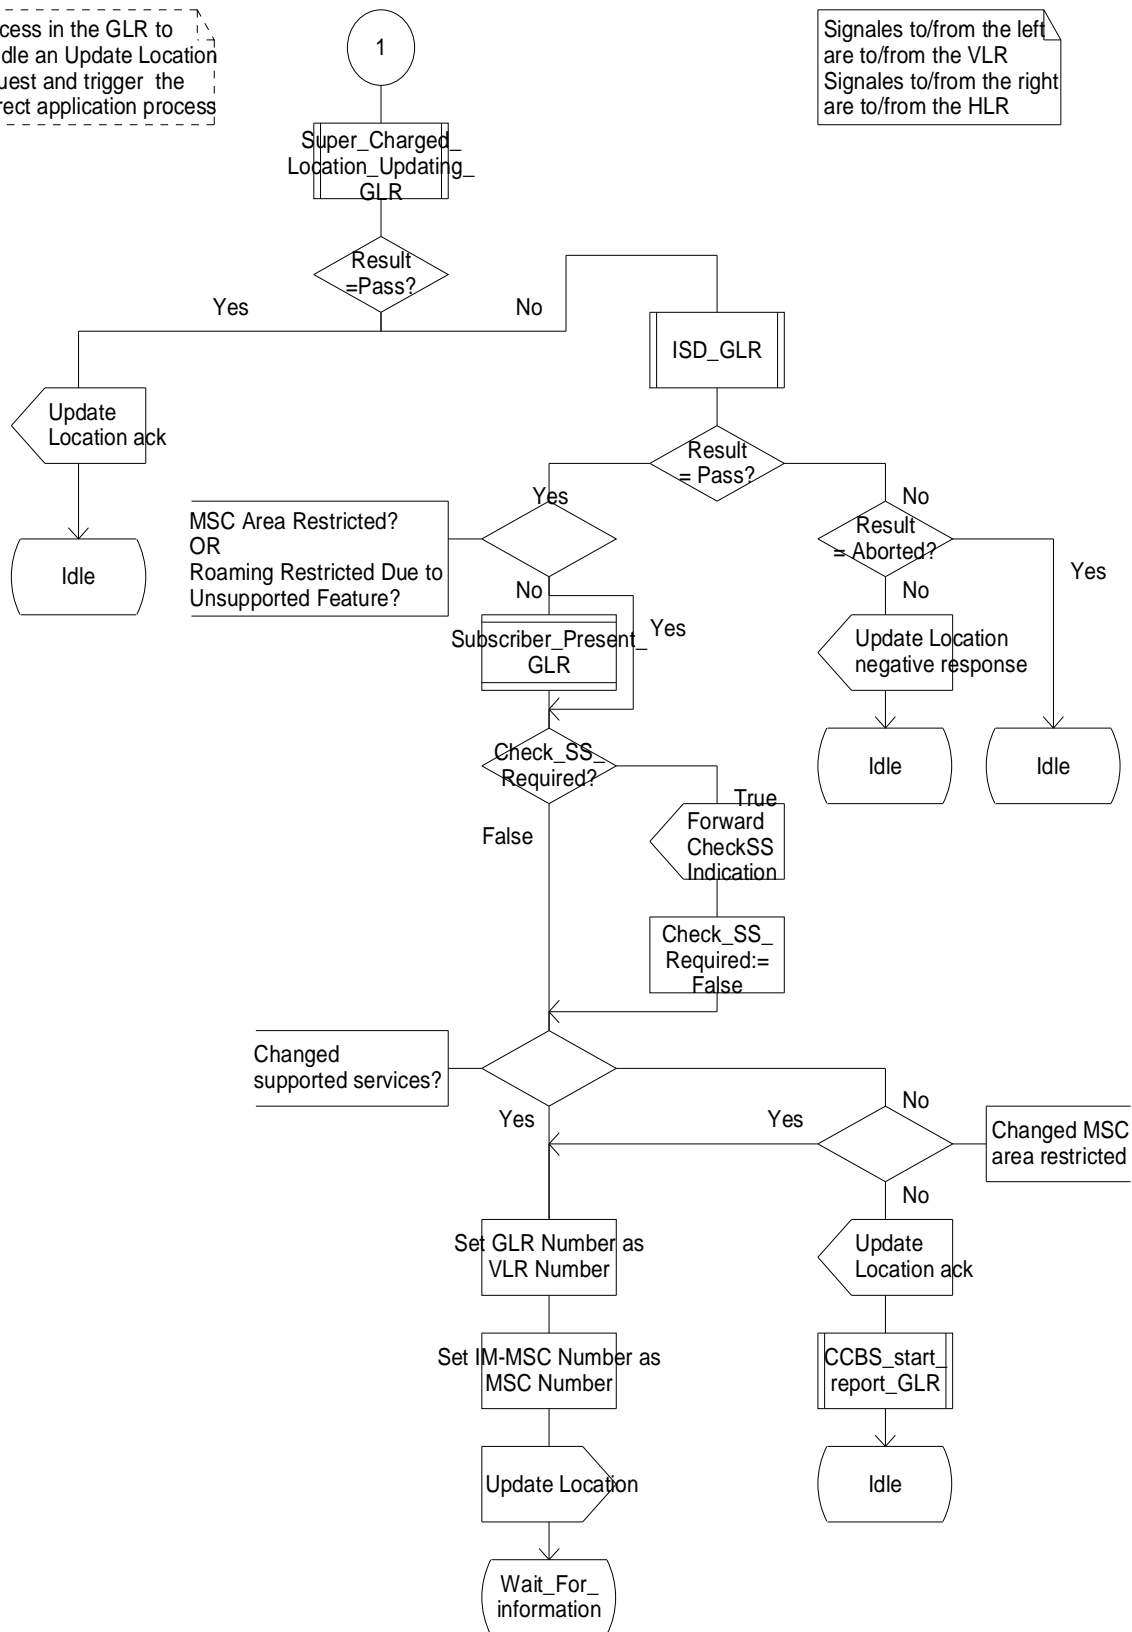 cess in the GLR to
dle an Update Location
uest and trigger the
rect application process
1
Signales to/from the left
are to/from the VLR
Signales to/from the right
are to/from the HLR
Super_Charged_
Location_Updating_
GLR
Result
=Pass?
Yes
No
ISD_GLR
Update
Location ack
Result
= Pass?
Yes
No
MSC Area Restricted?
OR
Roaming Restricted Due to
Unsupported Feature?
Result
= Aborted?
Idle
Yes
No
No
Yes
Subscriber_Present_
GLR
Update Location
negative response
Check_SS_
Required?
Idle
Idle
True
False
Forward
CheckSS
Indication
Check_SS_
Required:=
False
Changed
supported services?
Yes
Yes
No
Changed MSC
area restricted
No
Set GLR Number as
VLR Number
Update
Location ack
Set IM-MSC Number as
MSC Number
CCBS_start_
report_GLR
Update Location
Idle
Wait_For_
information